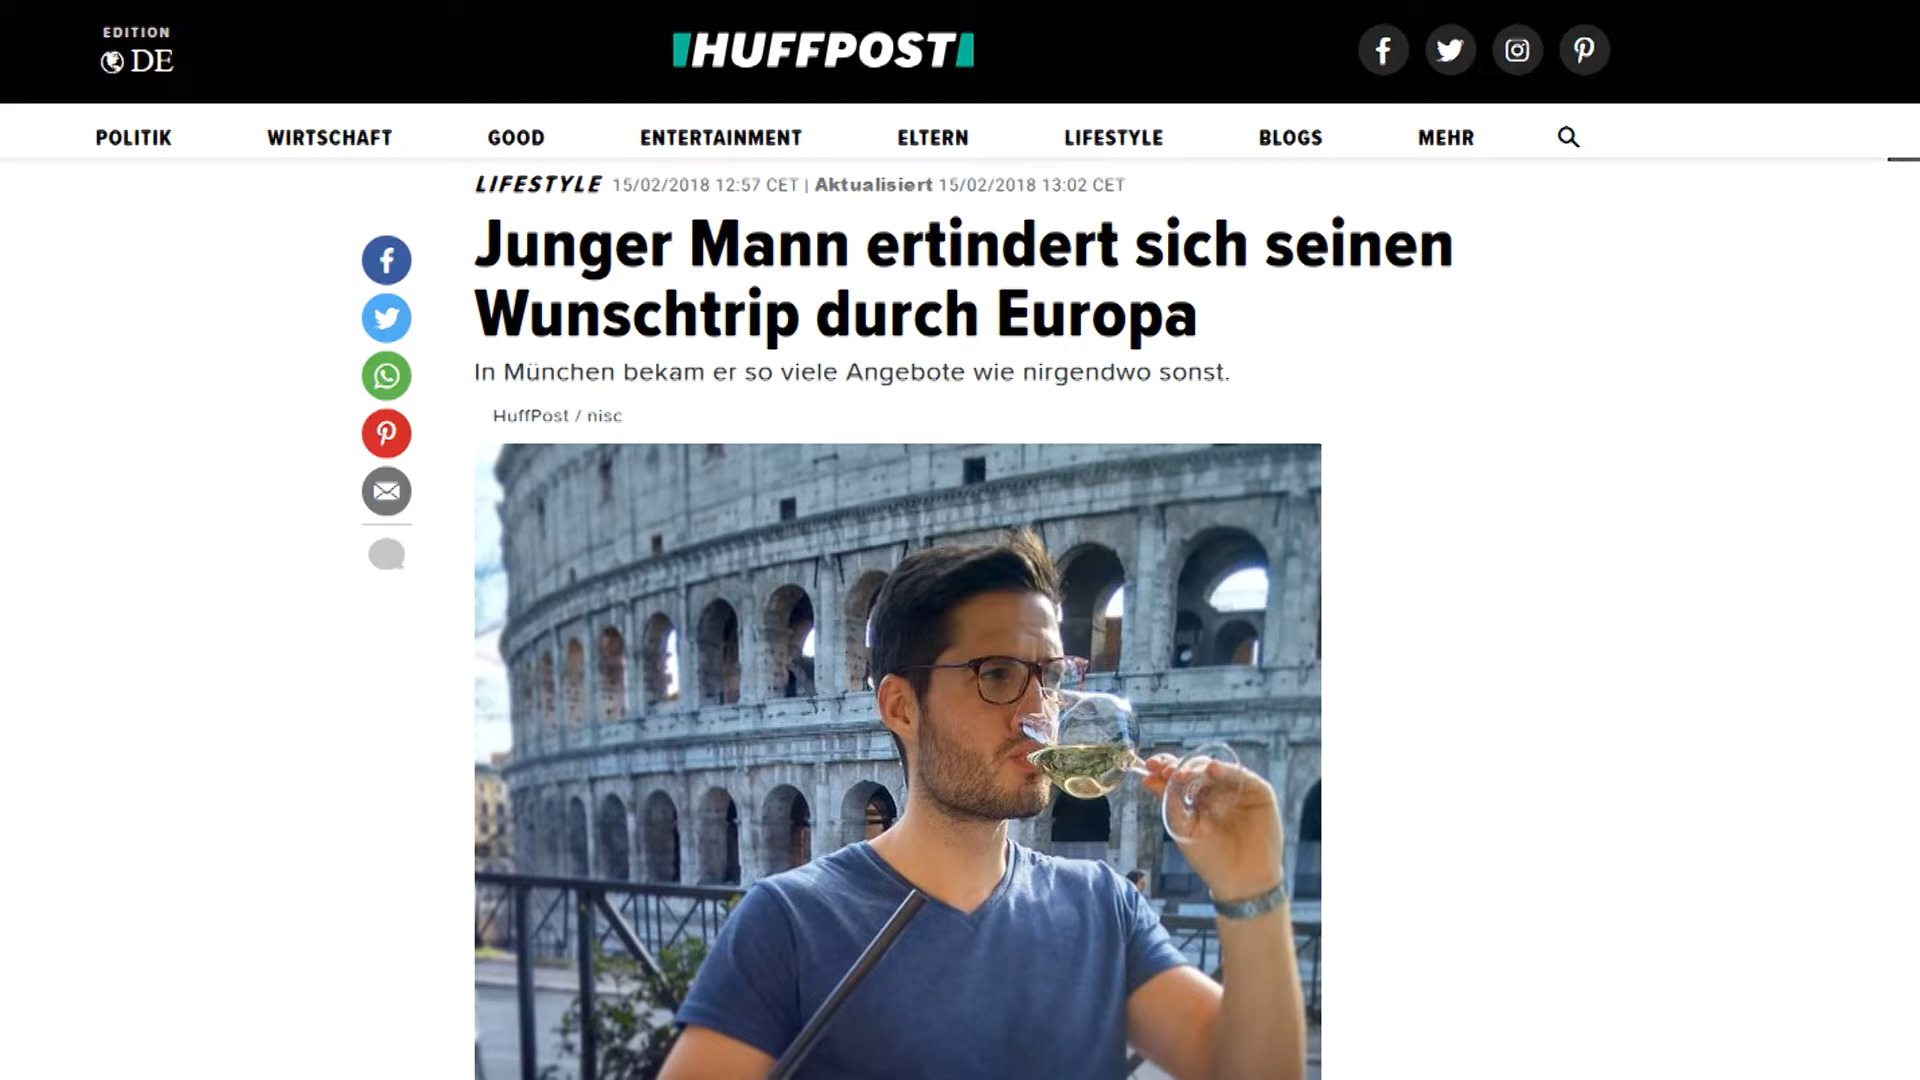 EDITION
DE
HUFFPOST
POLITIK WIRTSCHAFT GOOD ENTERTAINMENT ELTERN LIFESTYLE BLOGS MEHR
LIFESTYLE 15/02/2018 12:57 CET | Aktualisiert 15/02/2018 13:02 CET
Junger Mann ertindert sich seinen
Wunschtrip durch Europa
In München bekam er so viele Angebote wie nirgendwo sonst.
HuffPost / nisc